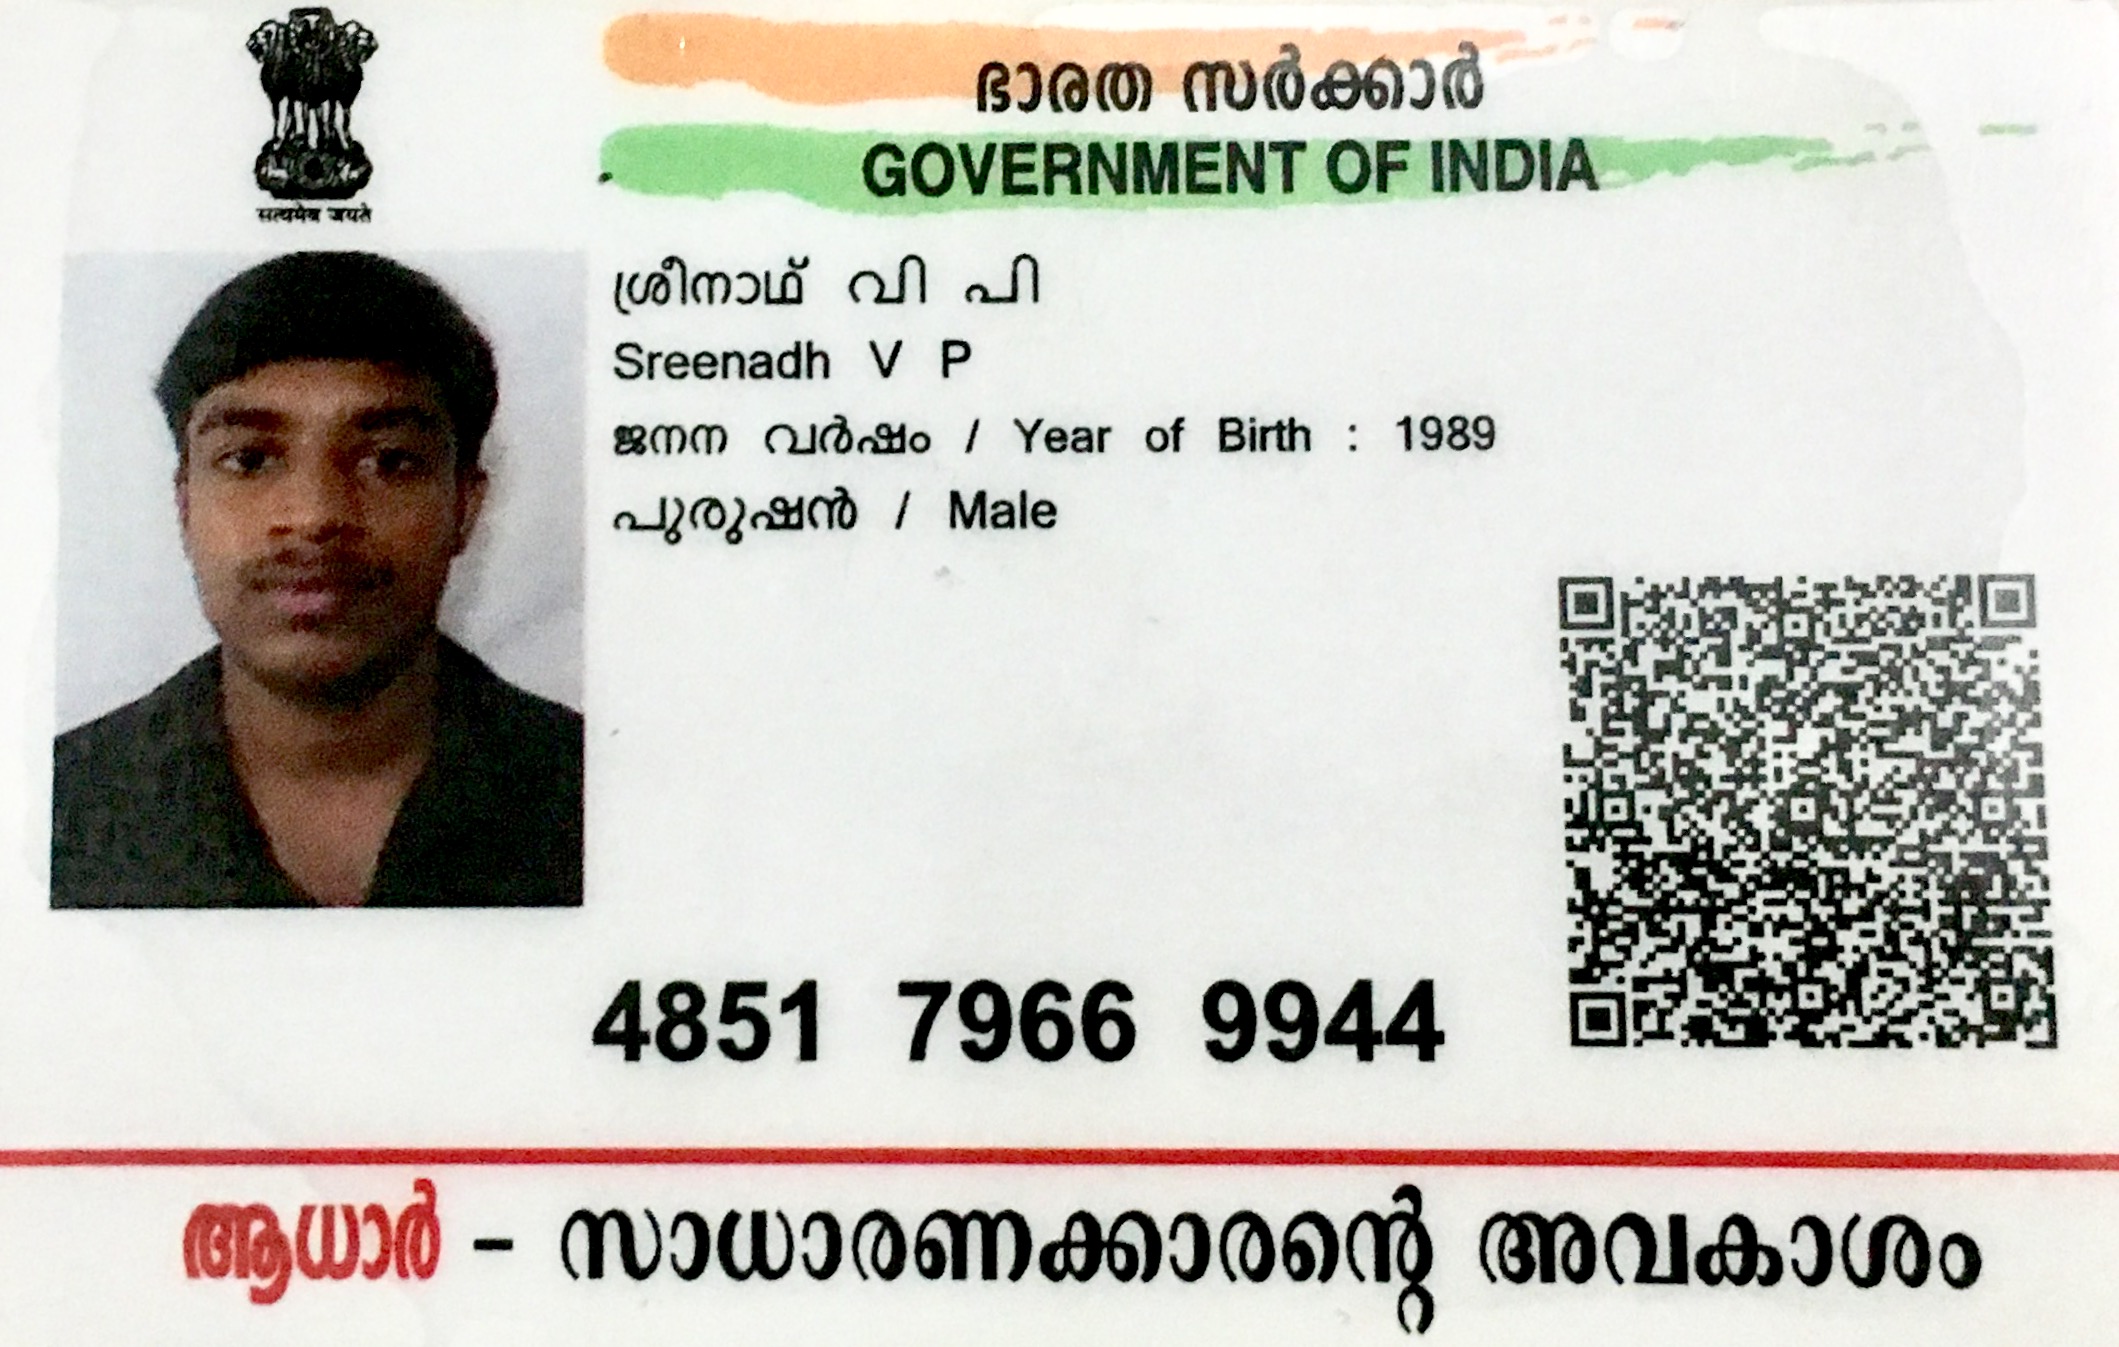 सत्यमेव जयते
ഭാരത സർക്കാർ
GOVERNMENT OF INDIA
ശ്രീനാഥ് വി പി
Sreenadh V P
ജനന വർഷം / Year of Birth : 1989
പുരുഷൻ / Male
4851 7966 9944
ആധാർ - സാധാരണക്കാരന്റെ അവകാശം